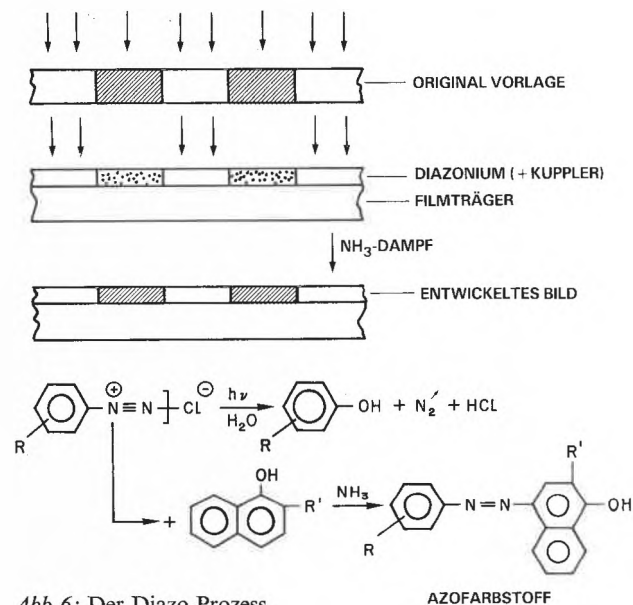 ORIGINAL VORLAGE
DIAZONIUM (+ KUPPLER)
FILMTRÄGER
NH₃-DAMPF
ENTWICKELTES BILD
R N ≡ N CL hν H₂O OH + N₂ + HCL R
+ OH R' NH₃ R N = N R' OH
Abb 6: Der Diazo Prozess
AZOFARBSTOFF